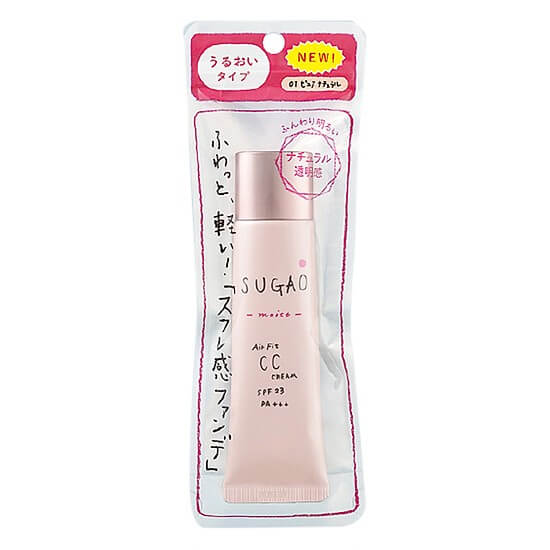 うるおい
タイプ
NEW!
01 ピュアナチュラル
ふんわり明るい
ナチュラル
透明感
ふわっと、軽い!「スフレ感ファンデ」
SUGAO
- moist -
Air Fit
CC
CREAM
SPF 23
PA+++